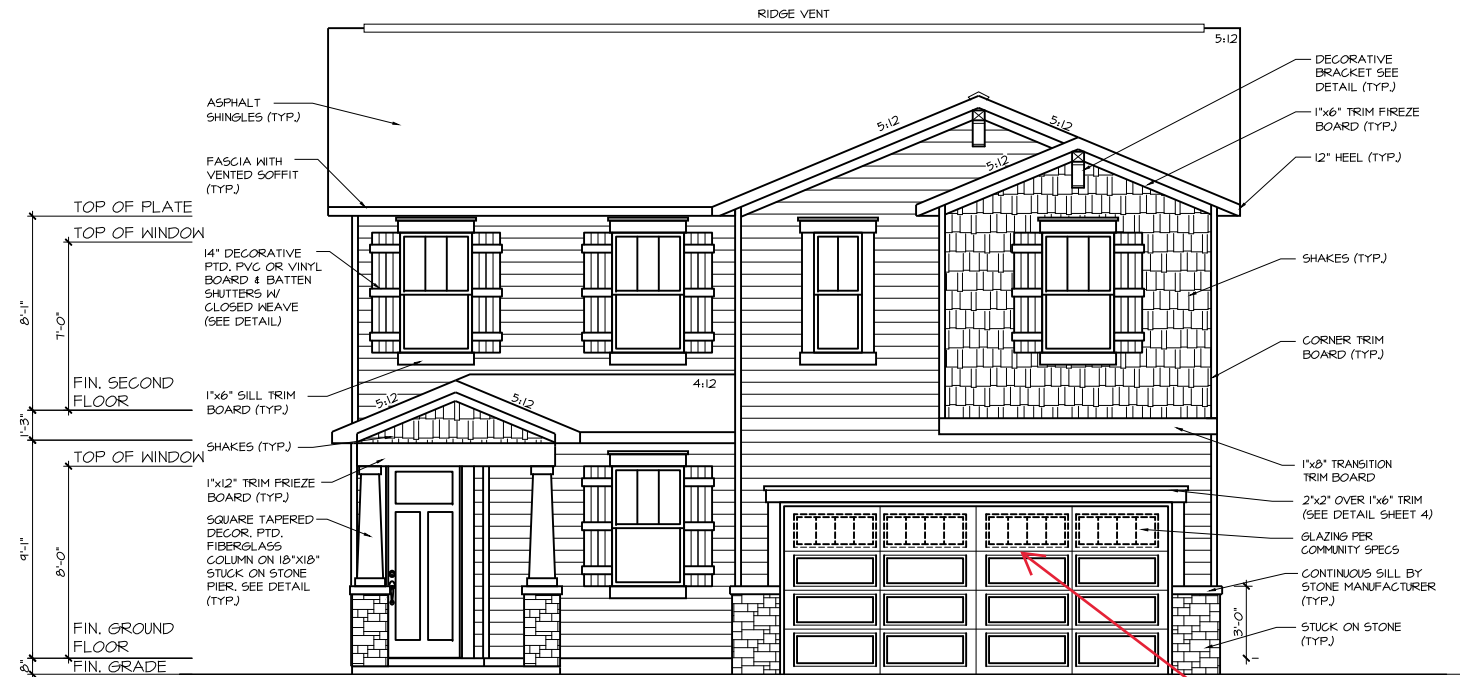 RIDGE VENT
5:12
DECORATIVE
BRACKET SEE
DETAIL (TYP.)
ASPHALT
SHINGLES (TYP.)
5:12
5:12
1"x6" TRIM FIREZE
BOARD (TYP.)
FASCIA WITH
VENTED SOFFIT
(TYP.)
5:12
12" HEEL (TYP.)
TOP OF PLATE
TOP OF WINDOW
14" DECORATIVE
PTD. PVC OR VINYL
BOARD & BATTEN
SHUTTERS W/
CLOSED WEAVE
(SEE DETAIL)
SHAKES (TYP.)
8'-1"
7'-0"
CORNER TRIM
BOARD (TYP.)
FIN. SECOND
FLOOR
4:12
1"x6" SILL TRIM
BOARD (TYP.)
5:12
5:12
1'-3"
SHAKES (TYP.)
TOP OF WINDOW
1"x8" TRANSITION
TRIM BOARD
1"x12" TRIM FRIEZE
BOARD (TYP.)
2"x2" OVER 1"x6" TRIM
(SEE DETAIL SHEET 4)
SQUARE TAPERED
DECOR. PTD.
FIBERGLASS
COLUMN ON 18"X18"
STUCK ON STONE
PIER. SEE DETAIL
(TYP.)
GLAZING PER
COMMUNITY SPECS
9'-1"
8'-0"
CONTINUOUS SILL BY
STONE MANUFACTURER
(TYP.)
3'-0"
STUCK ON STONE
(TYP.)
FIN. GROUND
FLOOR
FIN. GRADE
8"